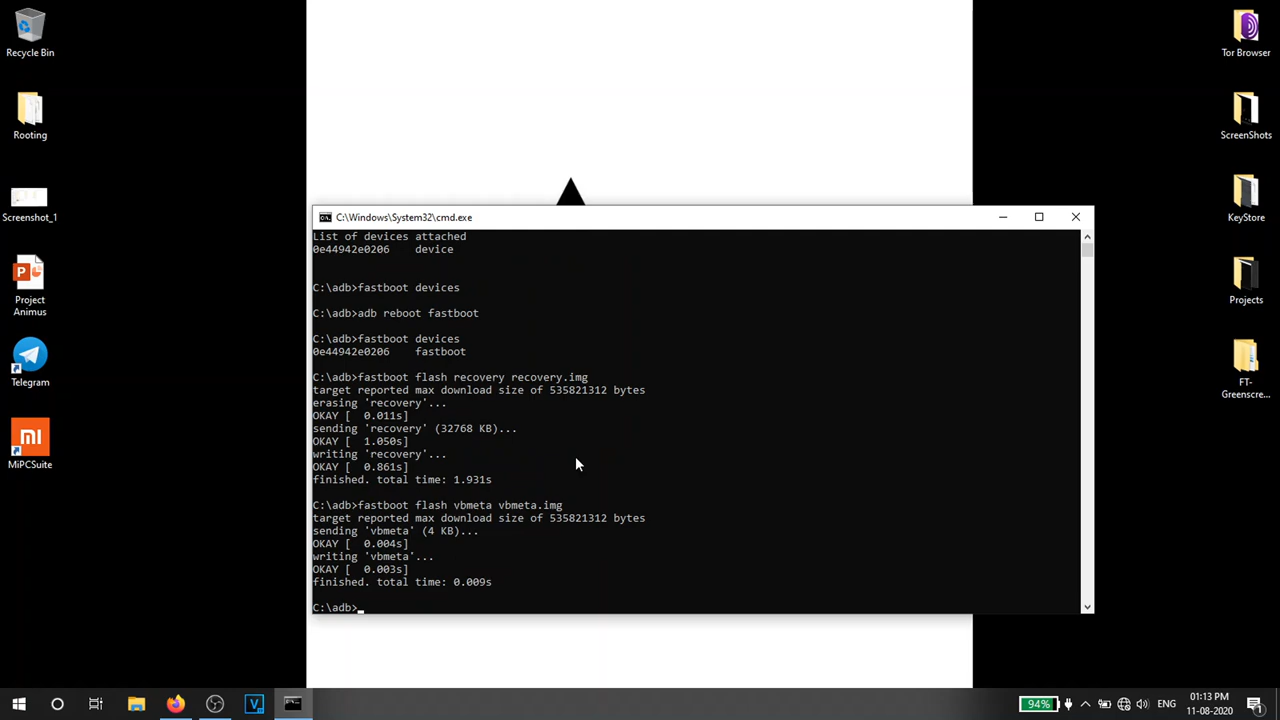 Recycle Bin
Rooting
Screenshot_1
Project
Animus
Telegram
MiPCSuite
C:\Windows\System32\cmd.exe
List of devices attached
0e44942e0206    device
C:\adb>fastboot devices
C:\adb>adb reboot fastboot
C:\adb>fastboot devices
0e44942e0206    fastboot
C:\adb>fastboot flash recovery recovery.img
target reported max download size of 535821312 bytes
erasing 'recovery'...
OKAY [  0.011s]
sending 'recovery' (32768 KB)...
OKAY [  1.050s]
writing 'recovery'...
OKAY [  0.861s]
finished. total time: 1.931s
C:\adb>fastboot flash vbmeta vbmeta.img
target reported max download size of 535821312 bytes
sending 'vbmeta' (4 KB)...
OKAY [  0.004s]
writing 'vbmeta'...
OKAY [  0.003s]
finished. total time: 0.009s
C:\adb>
Tor Browser
ScreenShots
KeyStore
Projects
FT-
Greenscre...
94%
ENG
01:13 PM
11-08-2020
1